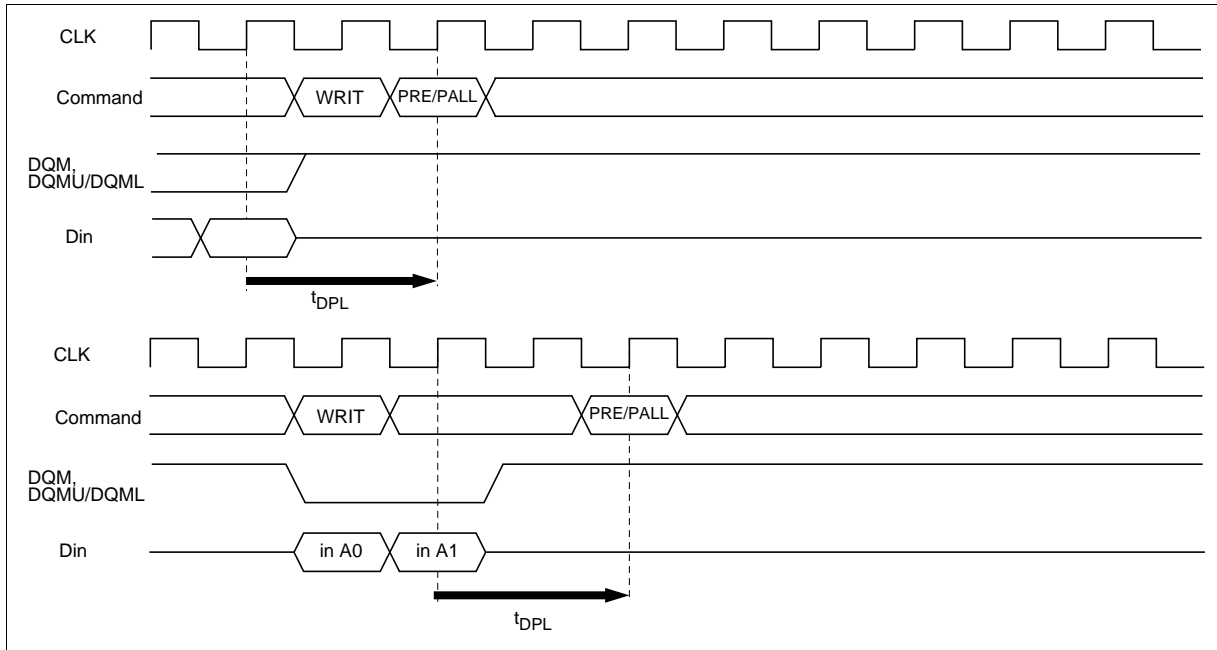 CLK
Command WRIT PRE/PALL
DQM,
DQMU/DQML
Din
tDPL
CLK
Command WRIT PRE/PALL
DQM,
DQMU/DQML
Din in A0 in A1
tDPL